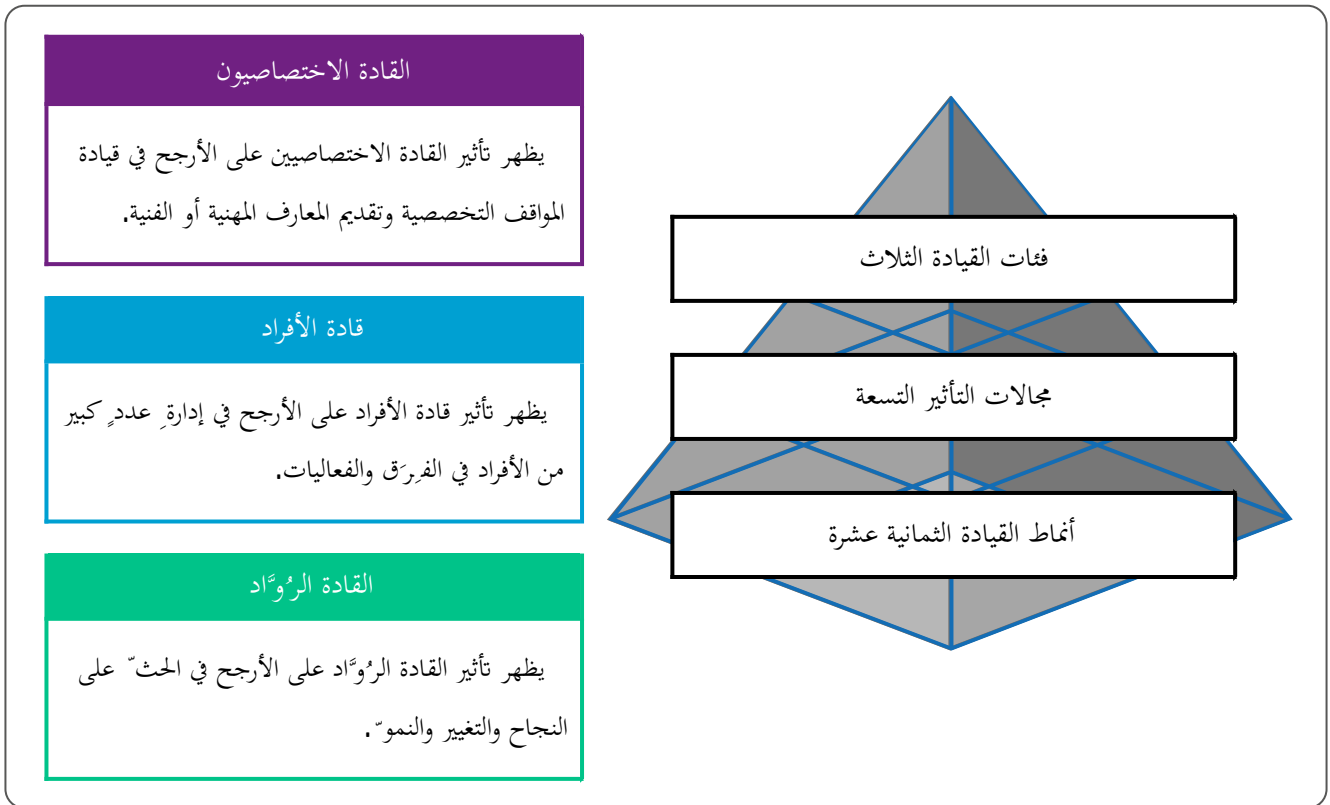 القادة الاختصاصيون
يظهر تأثير القادة الاختصاصيين على الأرجح في قيادة
المواقف التخصصية وتقديم المعارف المهنية أو الفنية.
قادة الأفراد
يظهر تأثير قادة الأفراد على الأرجح في إدارةِ عددٍ كبير
من الأفراد في الفِرَق والفعاليات.
القادة الرُوَّاد
يظهر تأثير القادة الرُوَّاد على الأرجح في الحثّ على
النجاح والتغيير والنموّ.
فئات القيادة الثلاث
مجالات التأثير التسعة
أنماط القيادة الثمانية عشرة